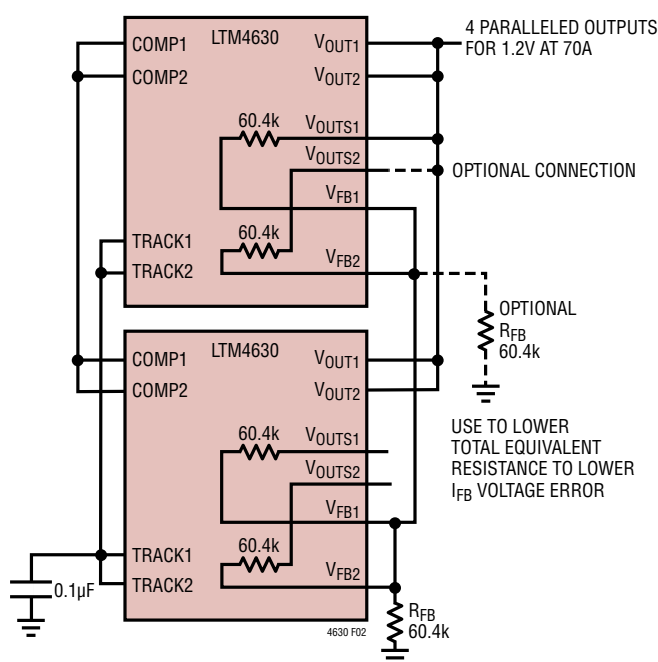 4 PARALLELED OUTPUTS
FOR 1.2V AT 70A
LTM4630
COMP1
COMP2
VOUT1
VOUT2
60.4k
VOUTS1
VOUTS2
OPTIONAL CONNECTION
VFB1
60.4k
TRACK1
TRACK2
VFB2
OPTIONAL
RFB
60.4k
LTM4630
COMP1
COMP2
VOUT1
VOUT2
USE TO LOWER
TOTAL EQUIVALENT
RESISTANCE TO LOWER
IFB VOLTAGE ERROR
60.4k
VOUTS1
VOUTS2
VFB1
60.4k
TRACK1
TRACK2
VFB2
0.1µF
RFB
60.4k
4630 F02